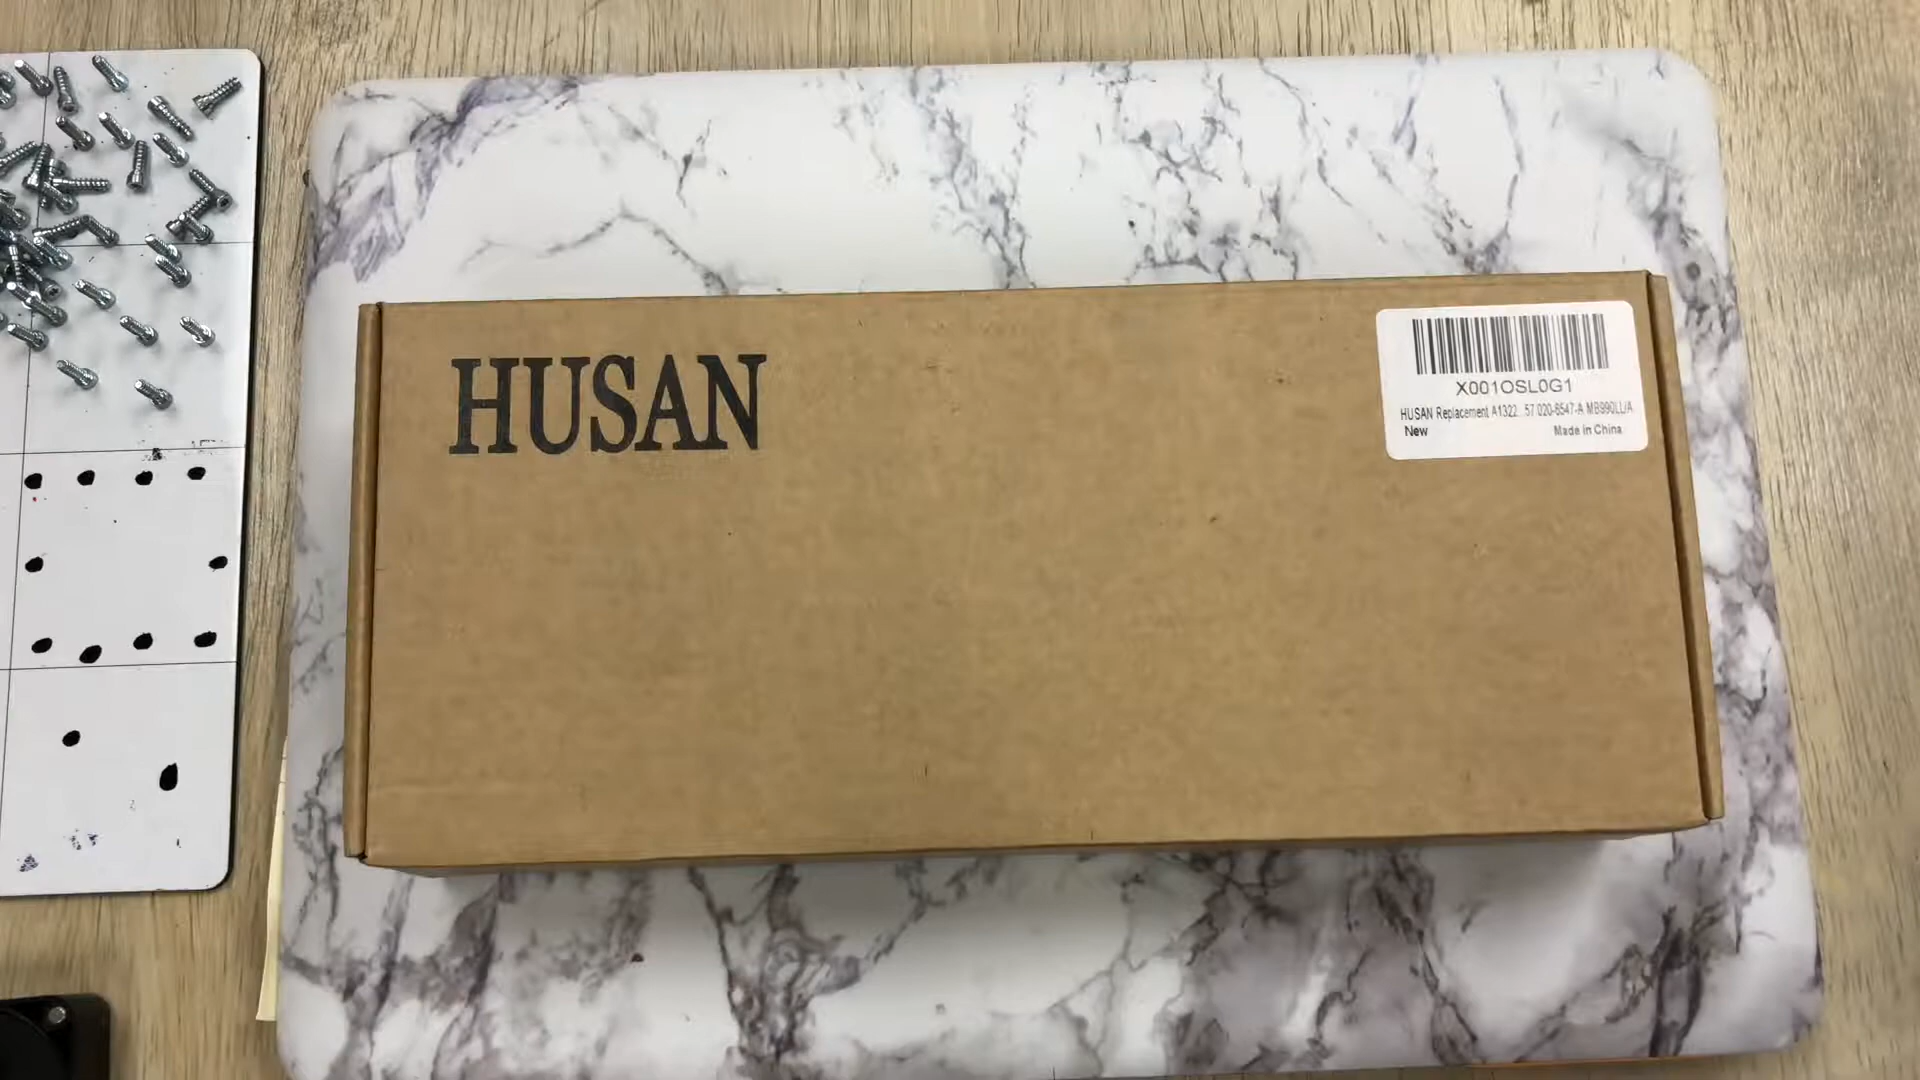 HUSAN
X001OSL0G1
HUSAN Replacement A1322...57 020-6547-A MB990LL/A
New
Made in China